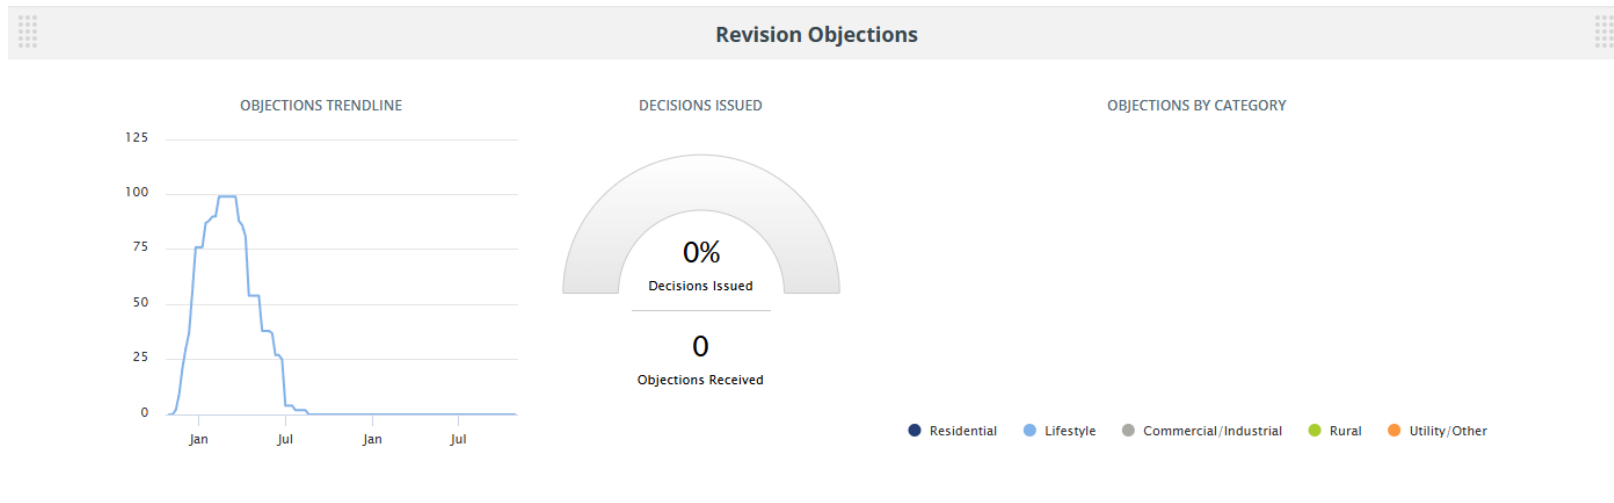 Revision Objections
OBJECTIONS TRENDLINE
125
100
75
50
25
0
Jan Jul Jan Jul
DECISIONS ISSUED
0%
Decisions Issued
0
Objections Received
OBJECTIONS BY CATEGORY
Residential Lifestyle Commercial/Industrial Rural Utility/Other